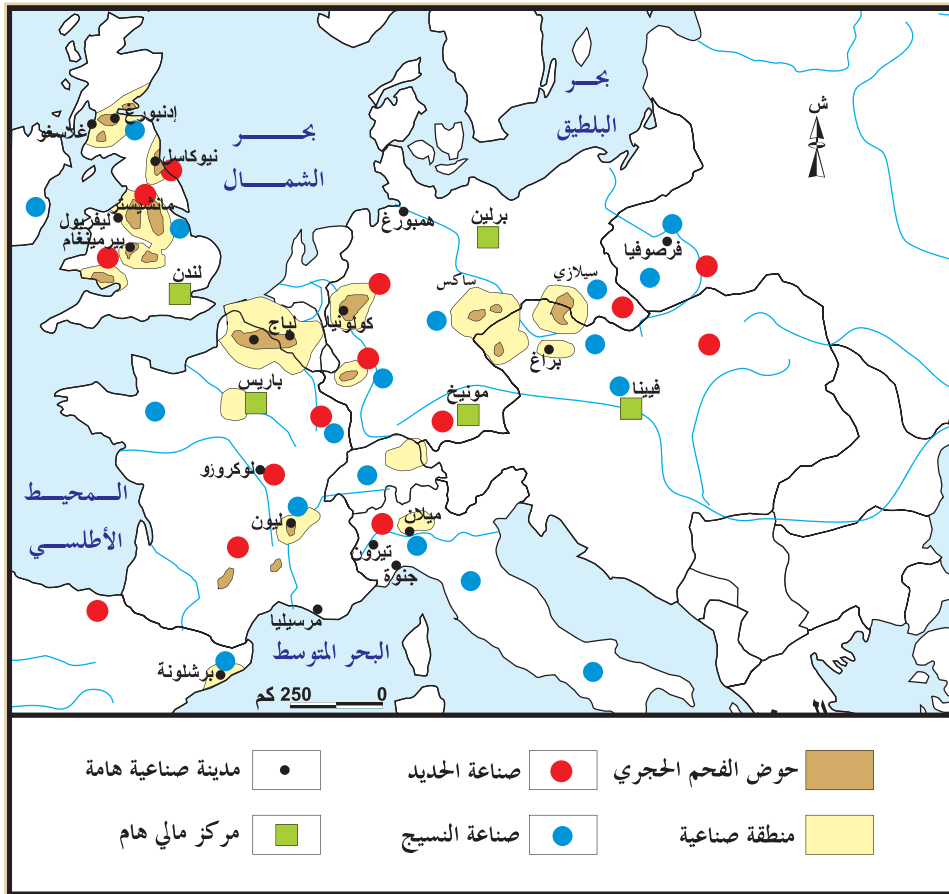 بحر
البلطيق
ش
إدنبورغ
غلاسغو
بحر
الشمال
نيوكاسل
مانشيستر
ليفربول
بيرمينغام
لندن
همبورغ
برلين
فرصوفيا
سيلازي
ساكس
كولونيا
لياج
براغ
باريس
مونيخ
فيينا
لوكروزو
المحيط
الأطلسي
ليون
ميلان
تيرون
جنوة
مرسيليا
البحر المتوسط
برشلونة
250 كم 0
حوض الفحم الحجري
صناعة الحديد
مدينة صناعية هامة
منطقة صناعية
صناعة النسيج
مركز مالي هام